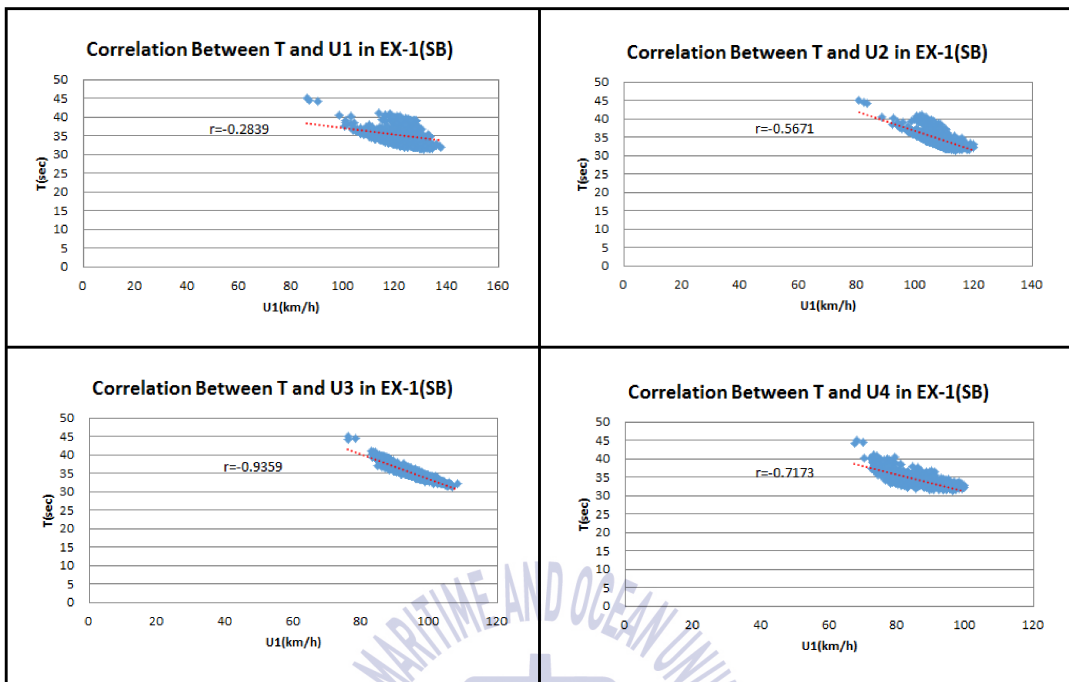 Correlation Between T and U1 in EX-1(SB)
50
45
40
35
30
25
20
15
10
5
0
T(sec)
r=-0.2839
0 20 40 60 80 100 120 140 160
U1(km/h)
Correlation Between T and U2 in EX-1(SB)
50
45
40
35
30
25
20
15
10
5
0
T(sec)
r=-0.5671
0 20 40 60 80 100 120 140
U1(km/h)
Correlation Between T and U3 in EX-1(SB)
50
45
40
35
30
25
20
15
10
5
0
T(sec)
r=-0.9359
0 20 40 60 80 100 120
U1(km/h)
Correlation Between T and U4 in EX-1(SB)
50
45
40
35
30
25
20
15
10
5
0
T(sec)
r=-0.7173
0 20 40 60 80 100 120
U1(km/h)
MARITIME AND OCEAN